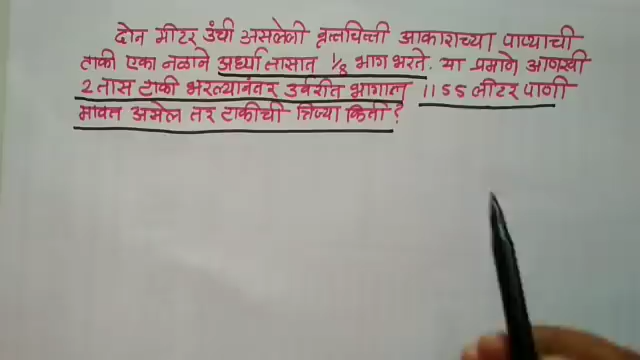 दोन मीटर उंची असलेली वृत्तचित्ती आकाराच्या पाण्याची
टाकी एका नळाने अर्ध्या तासात 1/8 भाग भरते. या प्रमाणे आणखी
2 तास टाकी भरल्यानंतर उर्वरीत भागात 1155 लीटर पाणी
मावत असेल तर टाकीची त्रिज्या किती?